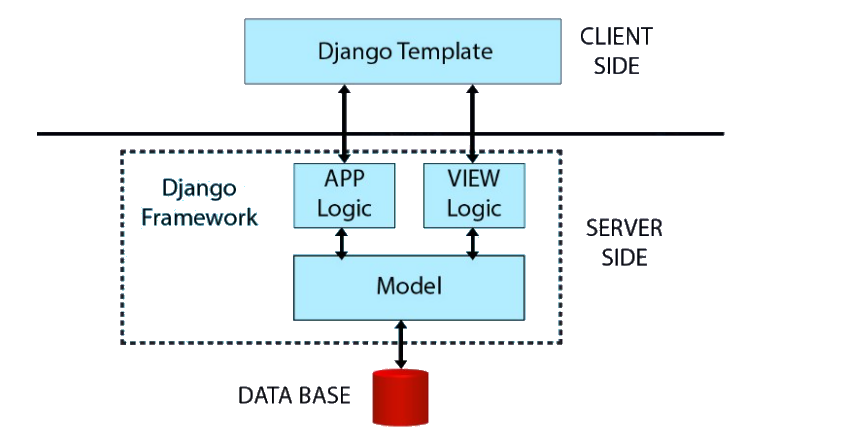 Django Template
CLIENT
SIDE
Django
Framework
APP
Logic
VIEW
Logic
SERVER
SIDE
Model
DATA BASE